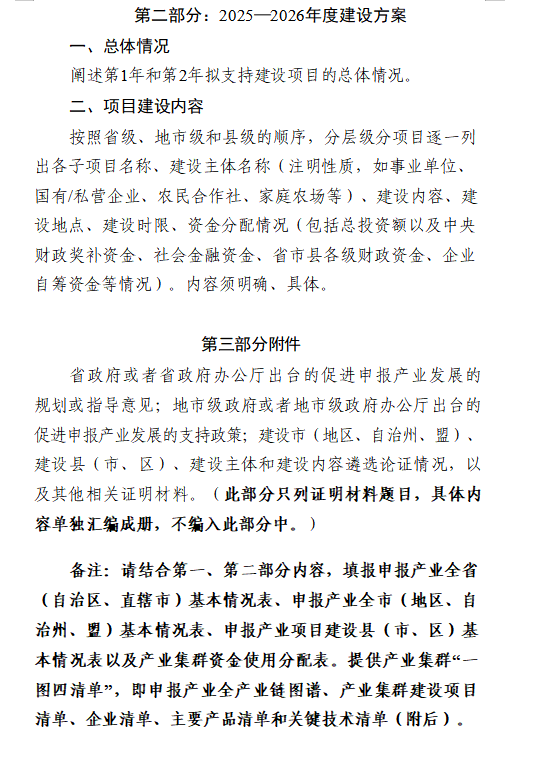 第二部分：2025—2026年度建设方案
一、总体情况
阐述第1年和第2年拟支持建设项目的总体情况。
二、项目建设内容
按照省级、地市级和县级的顺序，分层级分项目逐一列
出各子项目名称、建设主体名称（注明性质，如事业单位、
国有/私营企业、农民合作社、家庭农场等）、建设内容、建
设地点、建设时限、资金分配情况（包括总投资额以及中央
财政奖补资金、社会金融资金、省市县各级财政资金、企业
自筹资金等情况）。内容须明确、具体。
第三部分附件
省政府或者省政府办公厅出台的促进申报产业发展的
规划或指导意见；地市级政府或者地市级政府办公厅出台的
促进申报产业发展的支持政策；建设市（地区、自治州、盟）、
建设县（市、区）、建设主体和建设内容遴选论证情况，以
及其他相关证明材料。（此部分只列证明材料题目，具体内
容单独汇编成册，不编入此部分中。）
备注：请结合第一、第二部分内容，填报申报产业全省
（自治区、直辖市）基本情况表、申报产业全市（地区、自
治州、盟）基本情况表、申报产业项目建设县（市、区）基
本情况表以及产业集群资金使用分配表。提供产业集群“一
图四清单”，即申报产业全产业链图谱、产业集群建设项目
清单、企业清单、主要产品清单和关键技术清单（附后）。